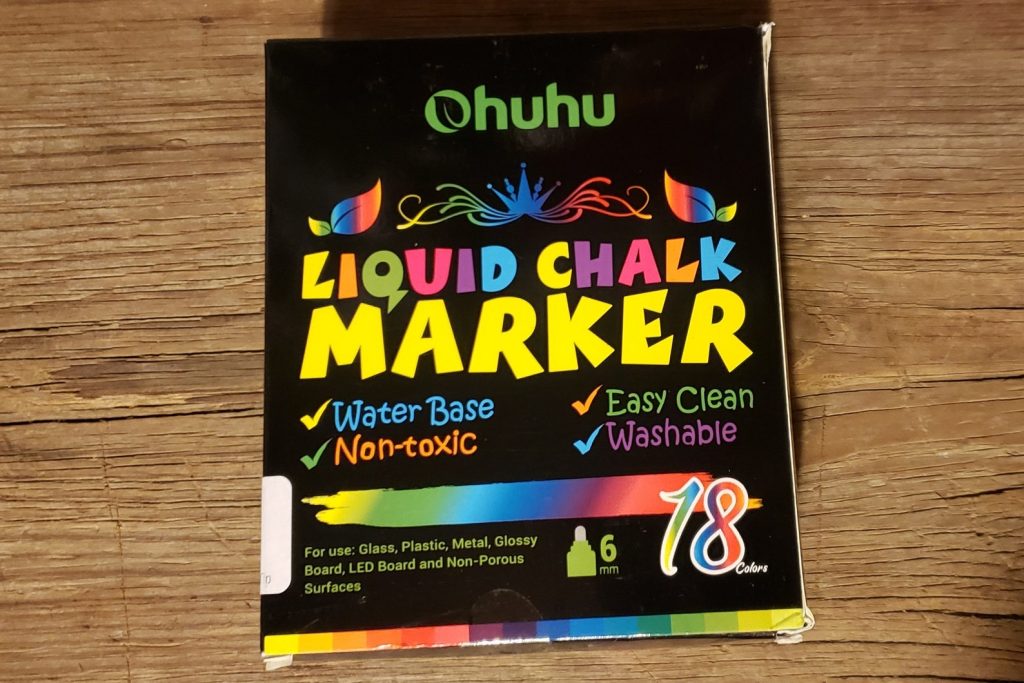 Ohuhu
LIQUID CHALK
MARKER
Water Base
Easy Clean
Non-toxic
Washable
18
Colors
For use: Glass, Plastic, Metal, Glossy
Board, LED Board and Non-Porous
Surfaces
6
mm